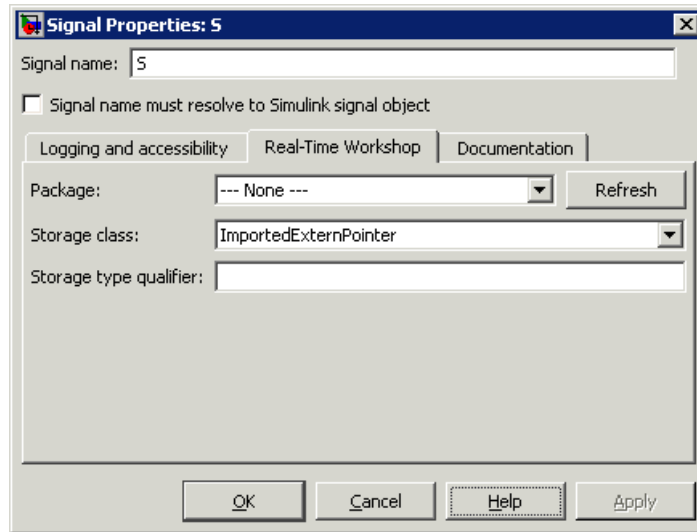 Signal Properties: S
Signal name: S
Signal name must resolve to Simulink signal object
Logging and accessibility Real-Time Workshop Documentation
Package: --- None --- Refresh
Storage class: ImportedExternPointer
Storage type qualifier:
OK Cancel Help Apply